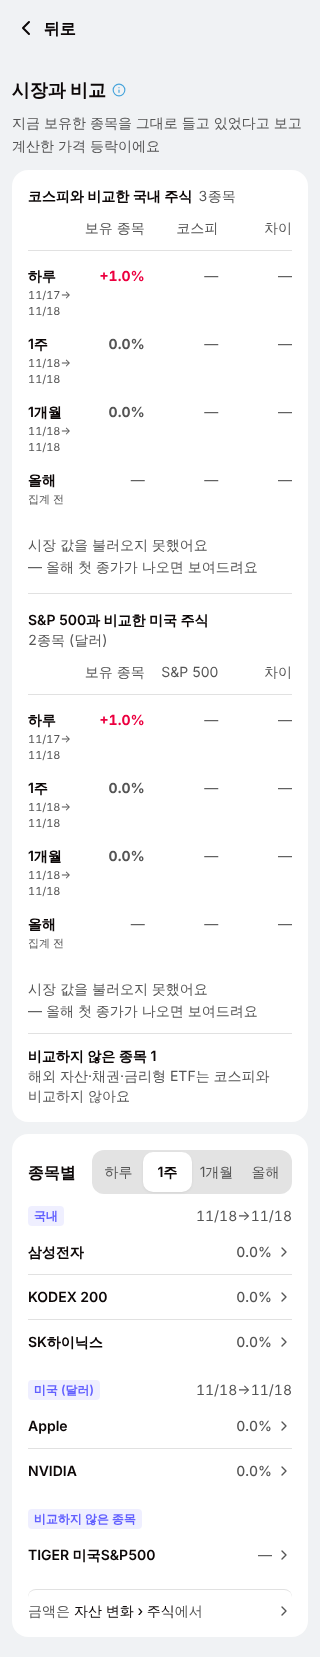 뒤로
시장과 비교
지금 보유한 종목을 그대로 들고 있었다고 보고
계산한 가격 등락이에요
코스피와 비교한 국내 주식 3종목
보유 종목 코스피 차이
하루 +1.0% — —
11/17→
11/18
1주 0.0% — —
11/18→
11/18
1개월 0.0% — —
11/18→
11/18
올해 — — —
집계 전
시장 값을 불러오지 못했어요
— 올해 첫 종가가 나오면 보여드려요
S&P 500과 비교한 미국 주식
2종목 (달러)
보유 종목 S&P 500 차이
하루 +1.0% — —
11/17→
11/18
1주 0.0% — —
11/18→
11/18
1개월 0.0% — —
11/18→
11/18
올해 — — —
집계 전
시장 값을 불러오지 못했어요
— 올해 첫 종가가 나오면 보여드려요
비교하지 않은 종목 1
해외 자산·채권·금리형 ETF는 코스피와
비교하지 않아요
종목별 하루 1주 1개월 올해
국내 11/18→11/18
삼성전자 0.0%
KODEX 200 0.0%
SK하이닉스 0.0%
미국 (달러) 11/18→11/18
Apple 0.0%
NVIDIA 0.0%
비교하지 않은 종목
TIGER 미국S&P500 —
금액은 자산 변화 › 주식에서